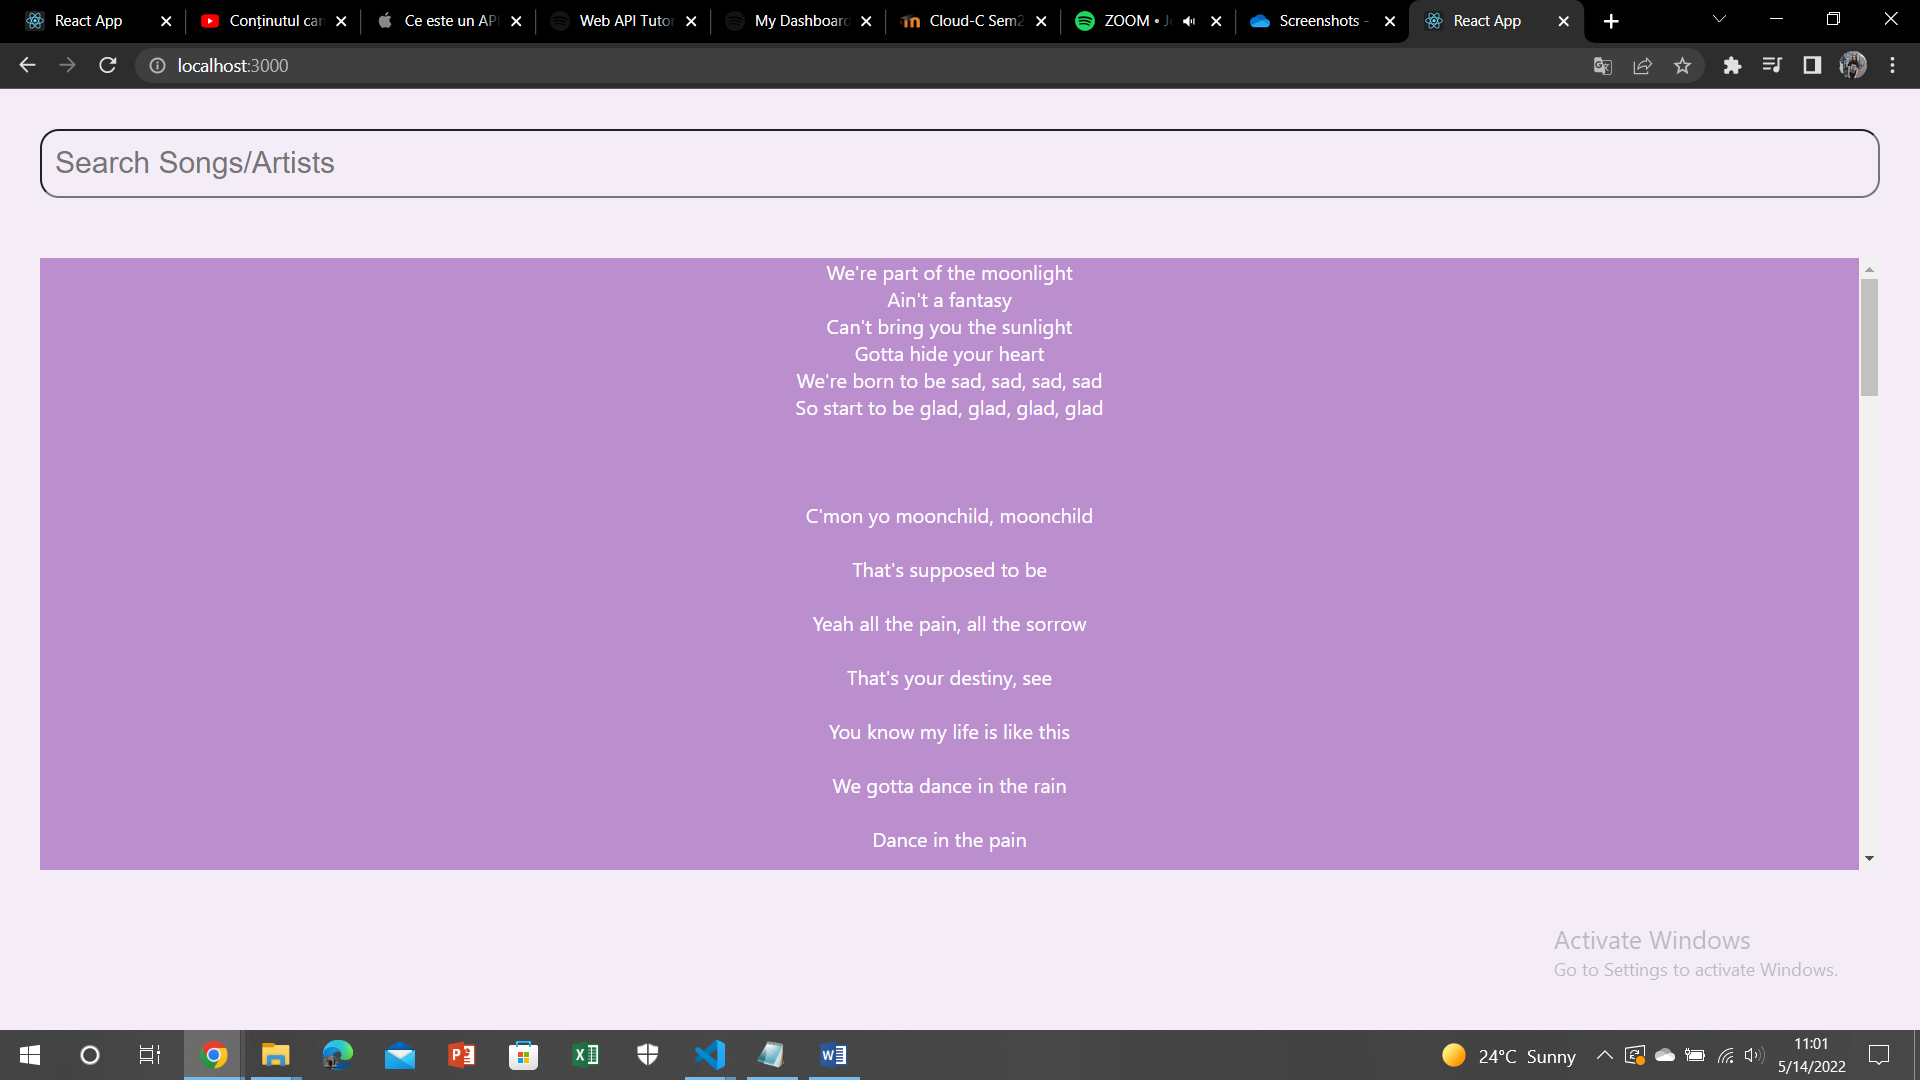 React App
Conținutul can
Ce este un AP
Web API Tutor
My Dashboard
Cloud-C Sem2
ZOOM • J
Screenshots -
React App
localhost:3000
Search Songs/Artists
We're part of the moonlight
Ain't a fantasy
Can't bring you the sunlight
Gotta hide your heart
We're born to be sad, sad, sad, sad
So start to be glad, glad, glad, glad
C'mon yo moonchild, moonchild
That's supposed to be
Yeah all the pain, all the sorrow
That's your destiny, see
You know my life is like this
We gotta dance in the rain
Dance in the pain
Activate Windows
Go to Settings to activate Windows.
24°C Sunny
11:01
5/14/2022